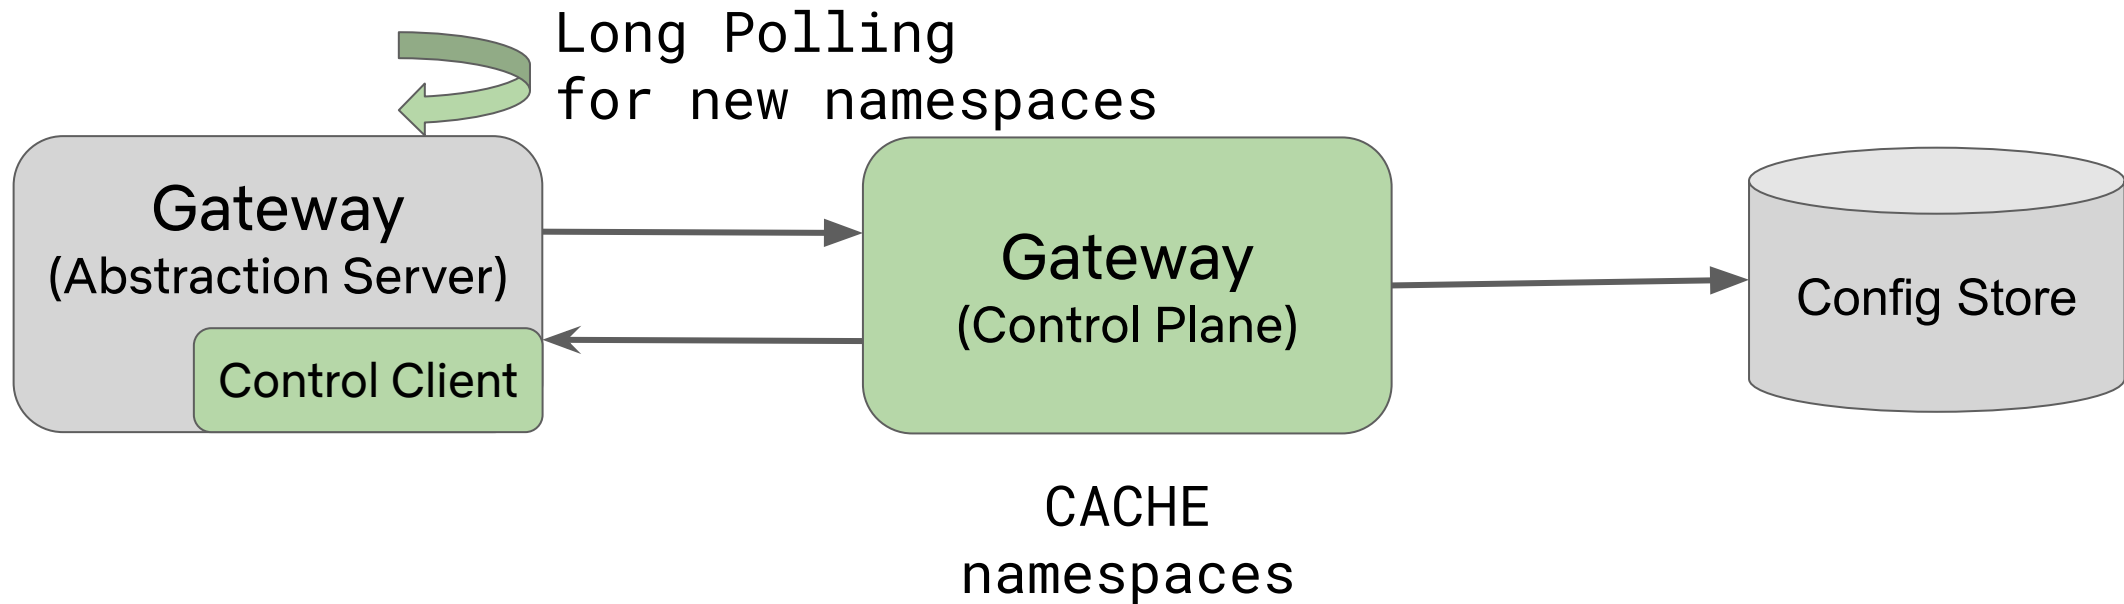 Long Polling
for new namespaces
Gateway
(Abstraction Server)
Control Client
Gateway
(Control Plane)
Config Store
CACHE
namespaces